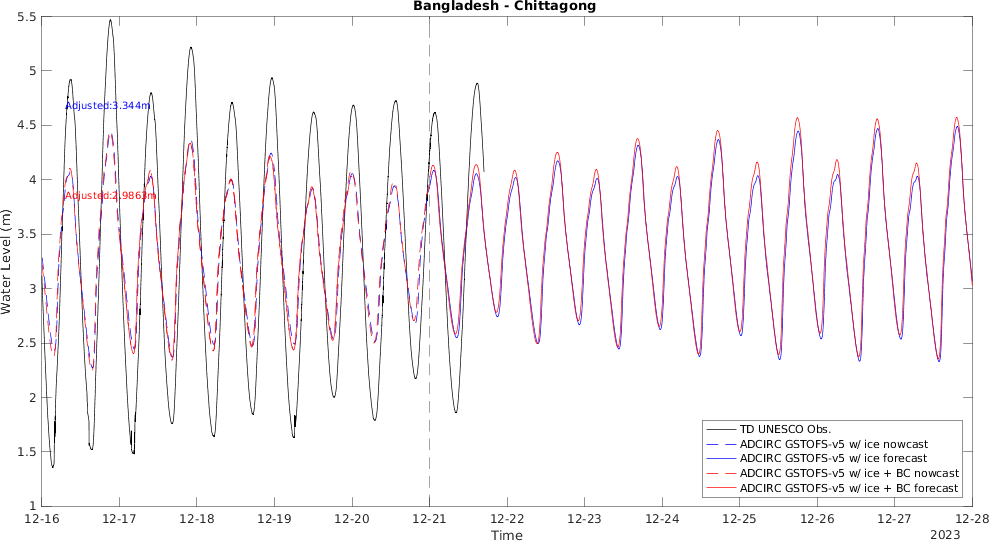 Bangladesh - Chittagong
5.5
5
4.5
4
3.5
3
2.5
2
1.5
1
Water Level (m)
Adjusted:3.344m
Adjusted:2.9863m
TD UNESCO Obs.
ADCIRC GSTOFS-v5 w/ ice nowcast
ADCIRC GSTOFS-v5 w/ ice forecast
ADCIRC GSTOFS-v5 w/ ice + BC nowcast
ADCIRC GSTOFS-v5 w/ ice + BC forecast
12-16 12-17 12-18 12-19 12-20 12-21 12-22 12-23 12-24 12-25 12-26 12-27 12-28
Time
2023